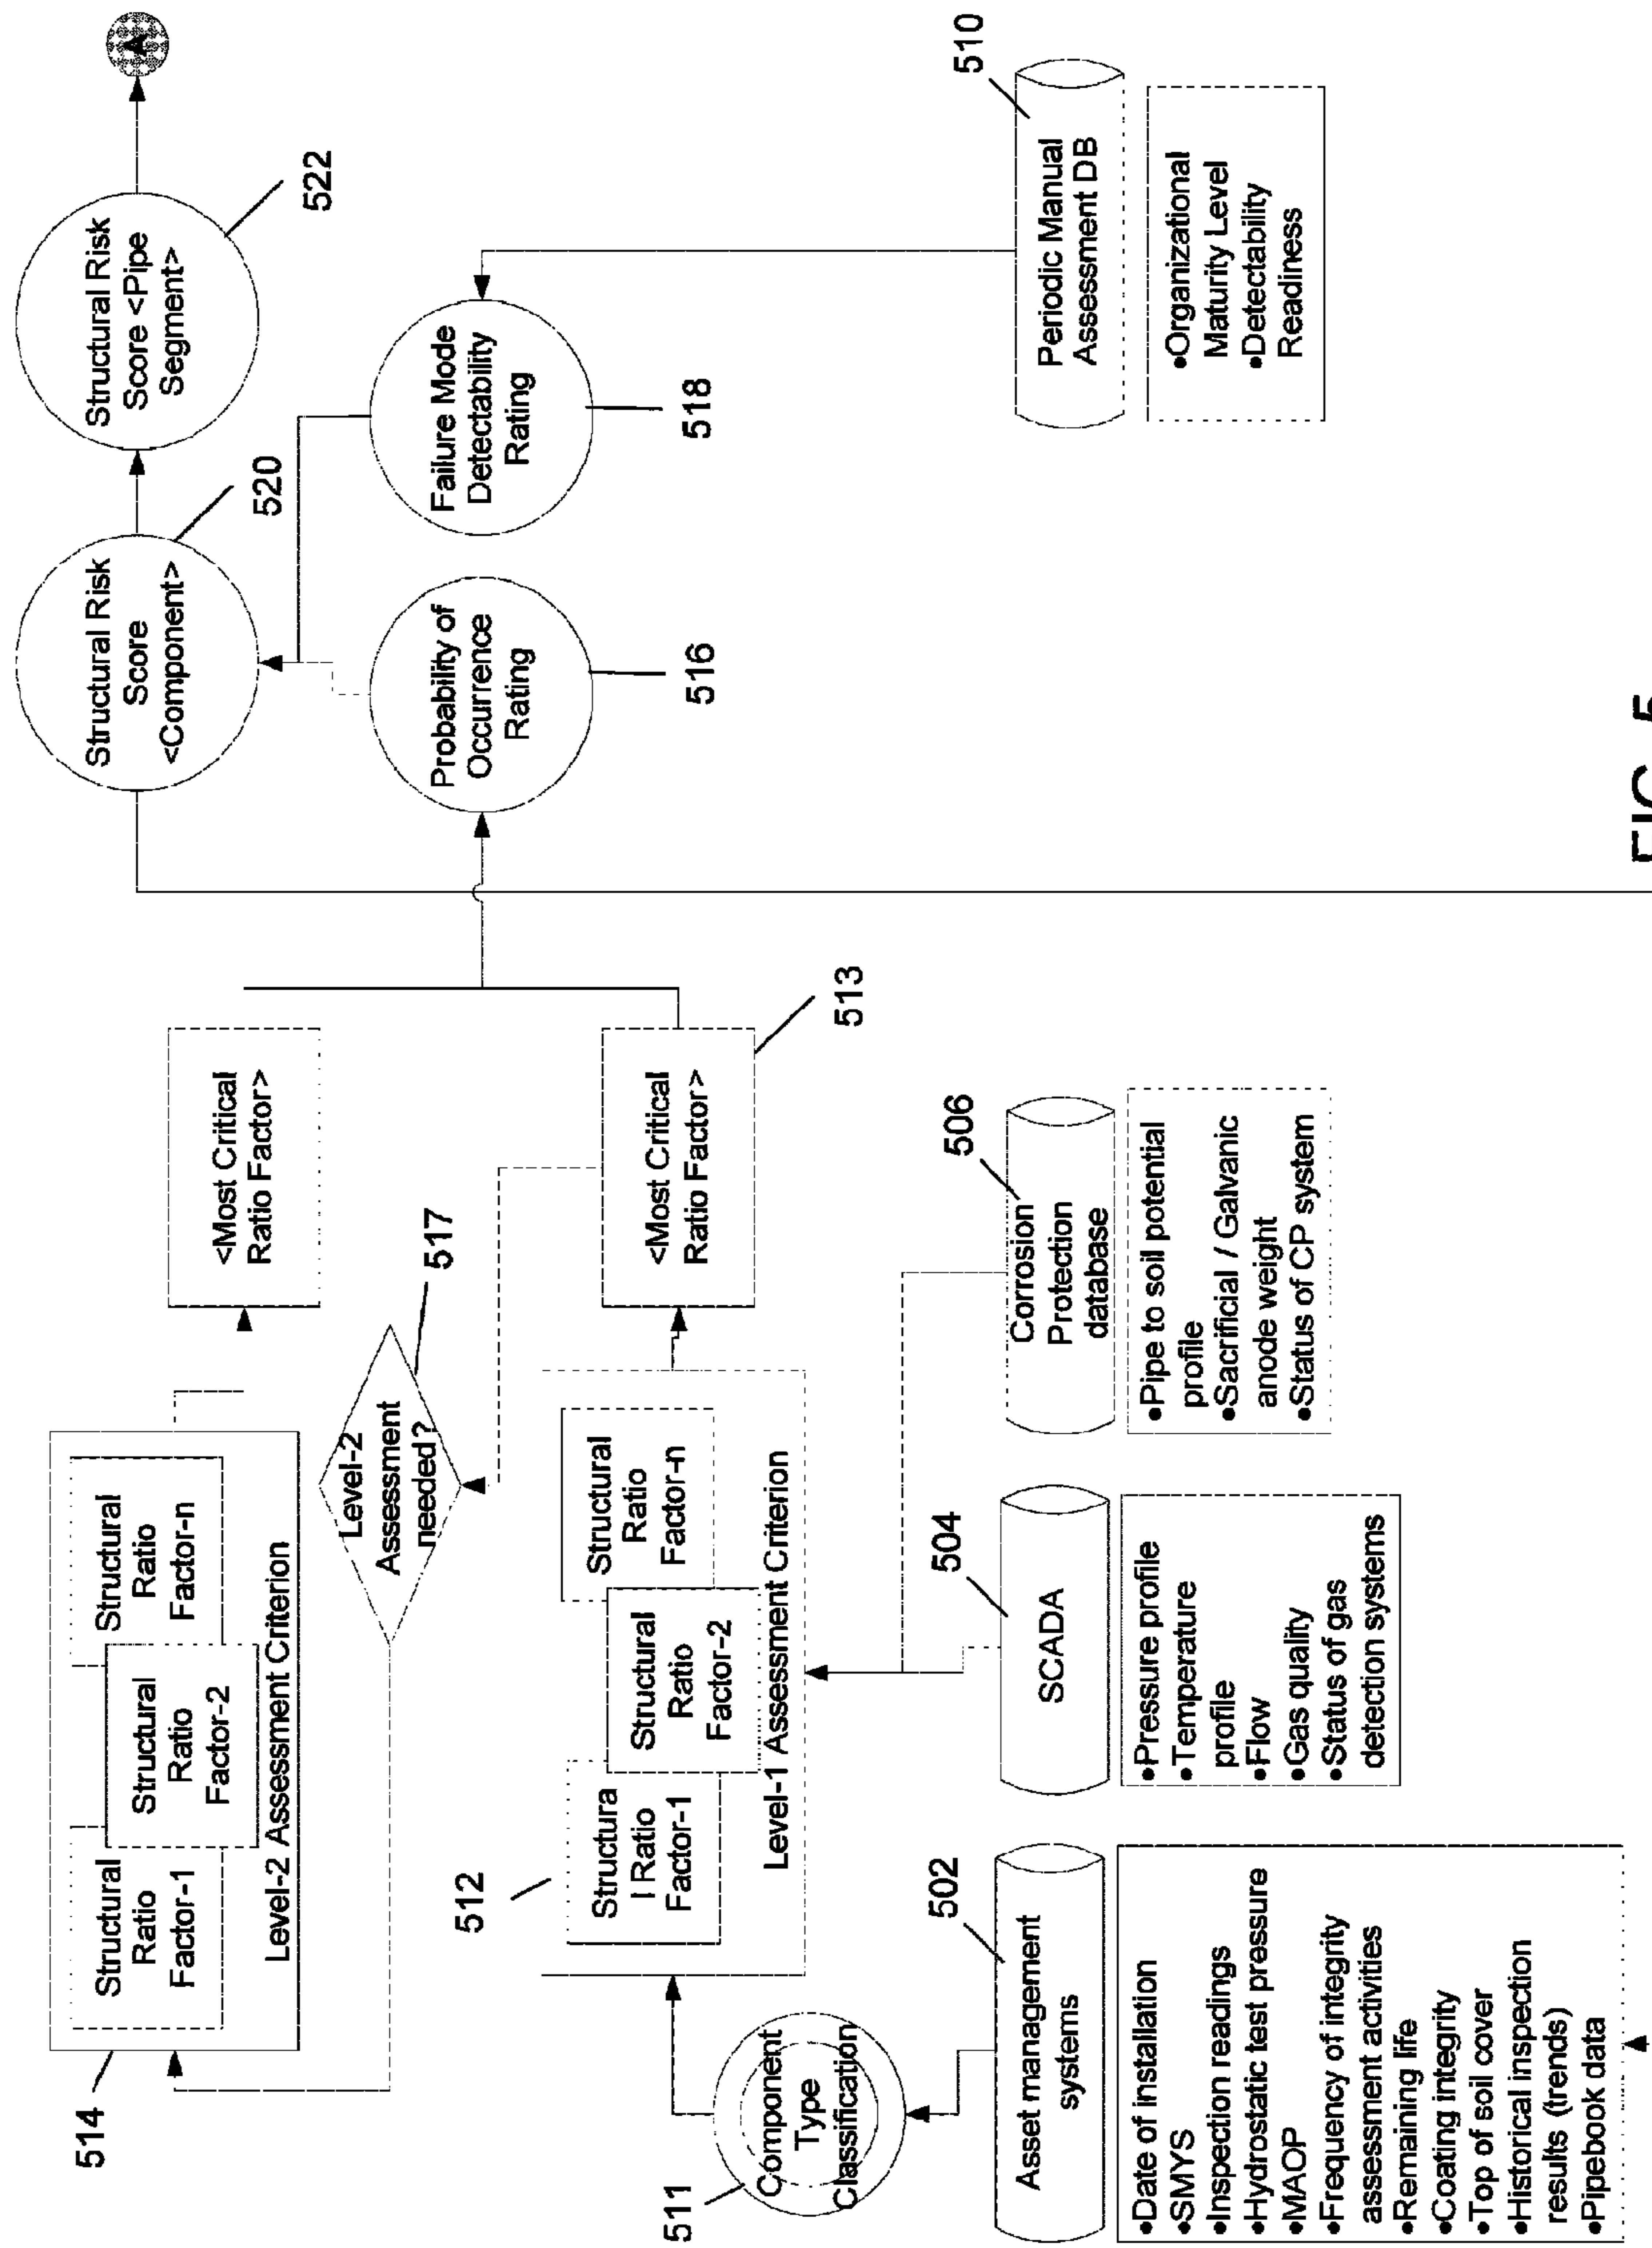 514
Structural
Ratio
Factor-1
Structural
Ratio
Factor-2
Structural
Ratio
Factor-n
Level-2 Assessment Criterion
<Most Critical
Ratio Factor>
Level-2
Assessment
needed?
517
Structural Risk
Score
<Component>
520
Structural Risk
Score <Pipe
Segment>
522
A
511
Component
Type
Classification
512
Structura
l Ratio
Factor-1
Structural
Ratio
Factor-2
Structural
Ratio
Factor-n
Level-1 Assessment Criterion
<Most Critical
Ratio Factor>
513
Probability of
Occurrence
Rating
516
Failure Mode
Detectability
Rating
518
502
Asset management
systems
•Date of installation
•SMYS
•Inspection readings
•Hydrostatic test pressure
•MAOP
•Frequency of integrity
assessment activities
•Remaining life
•Coating integrity
•Top of soil cover
•Historical inspection
results (trends)
•Pipebook data
504
SCADA
•Pressure profile
•Temperature
profile
•Flow
•Gas quality
•Status of gas
detection systems
506
Corrosion
Protection
database
•Pipe to soil potential
profile
•Sacrificial / Galvanic
anode weight
•Status of CP system
510
Periodic Manual
Assessment DB
•Organizational
Maturity Level
•Detectability
Readiness
FIG. 5